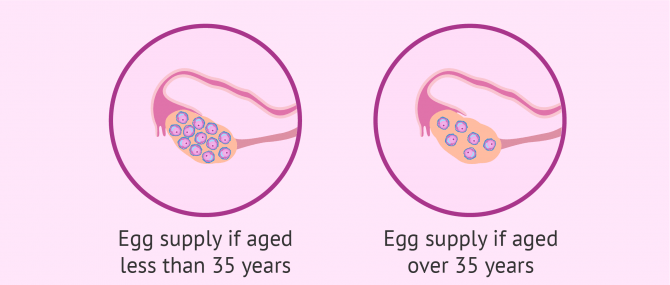 Egg supply if aged
less than 35 years
Egg supply if aged
over 35 years